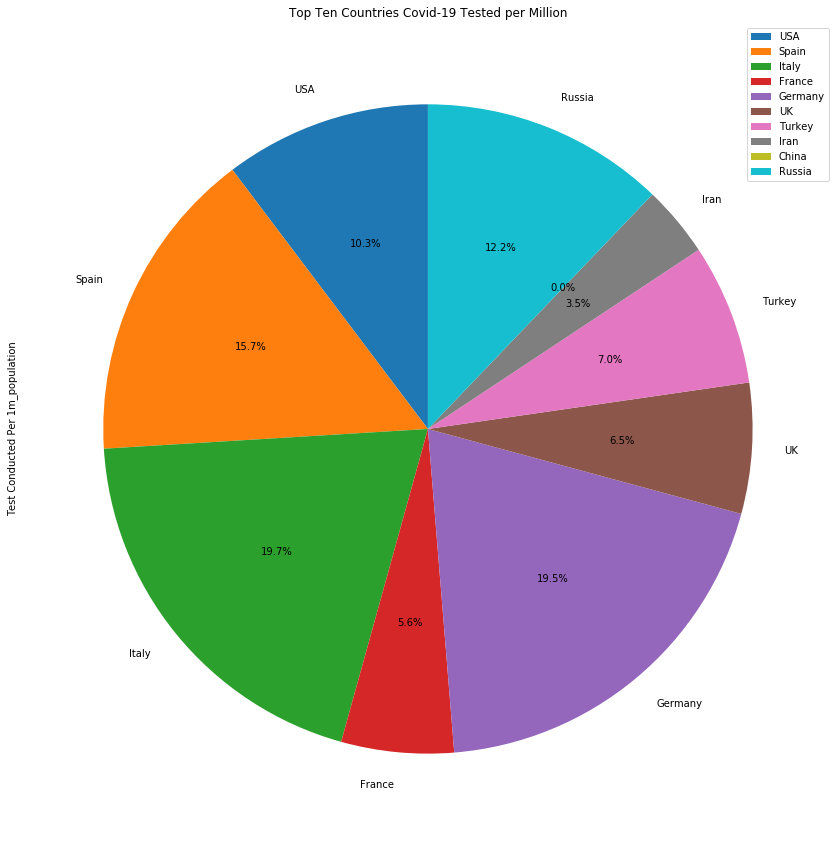 Top Ten Countries Covid-19 Tested per Million
USA
Spain
Italy
France
Germany
UK
Turkey
Iran
China
Russia
USA
Russia
Iran
Spain
Turkey
Test Conducted Per 1m_population
UK
Italy
Germany
France
10.3%
12.2%
0.0%
3.5%
15.7%
7.0%
6.5%
19.7%
19.5%
5.6%